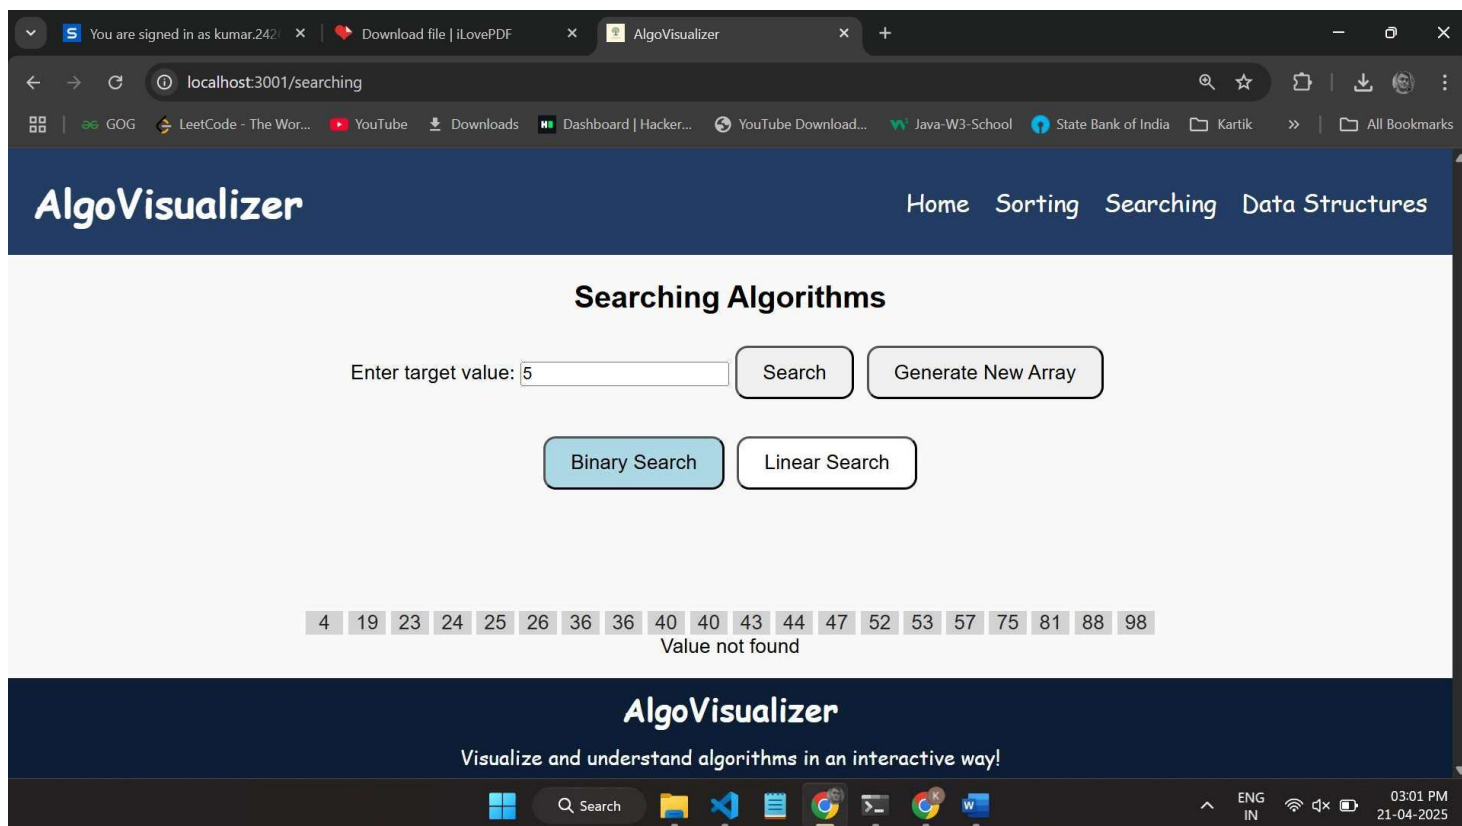 S You are signed in as kumar.242
Download file | iLovePDF
AlgoVisualizer
localhost:3001/searching
GOG
LeetCode - The Wor...
YouTube
Downloads
Dashboard | Hacker...
YouTube Download...
Java-W3-School
State Bank of India
Kartik
All Bookmarks
AlgoVisualizer
Home Sorting Searching Data Structures
Searching Algorithms
Enter target value: 5 Search Generate New Array
Binary Search Linear Search
4 19 23 24 25 26 36 36 40 40 43 44 47 52 53 57 75 81 88 98
Value not found
AlgoVisualizer
Visualize and understand algorithms in an interactive way!
Search
K
W
ENG
IN
03:01 PM
21-04-2025